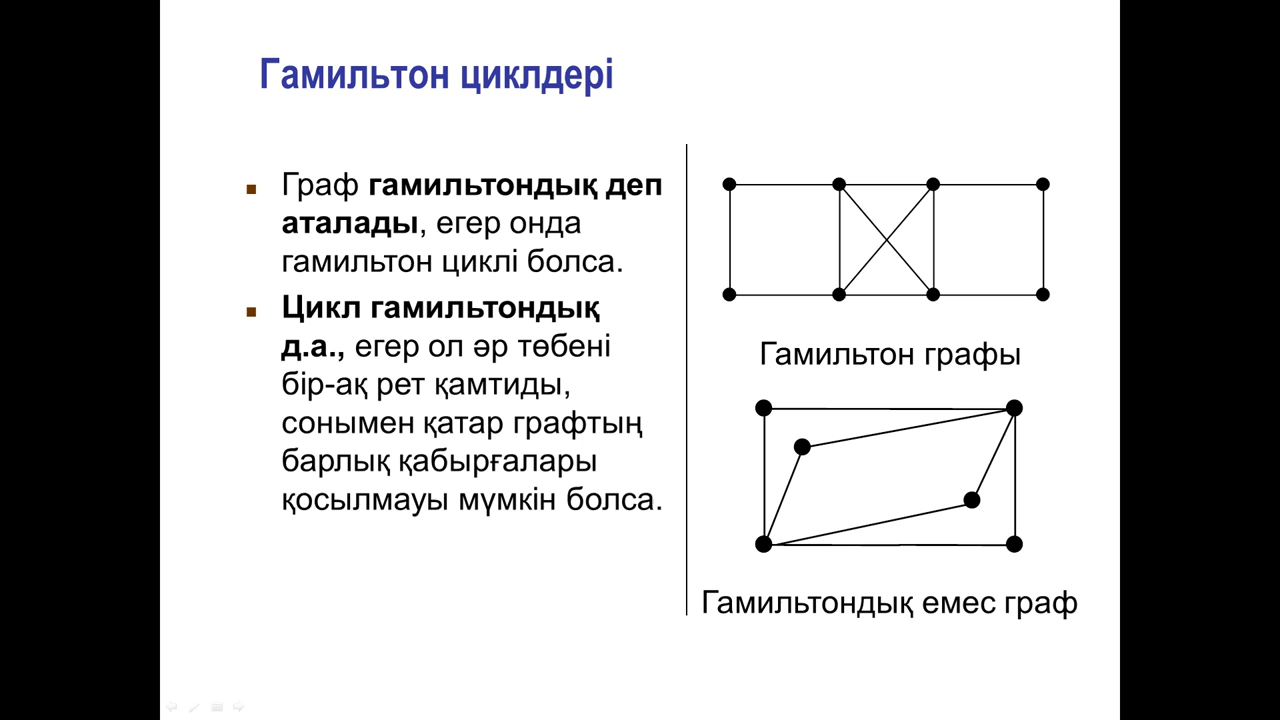 Гамильтон циклдері
Граф гамильтондық деп
аталады, егер онда
гамильтон циклі болса.
Цикл гамильтондық
д.а., егер ол әр төбені
бір-ақ рет қамтиды,
сонымен қатар графтың
барлық қабырғалары
қосылмауы мүмкін болса.
Гамильтон графы
Гамильтондық емес граф